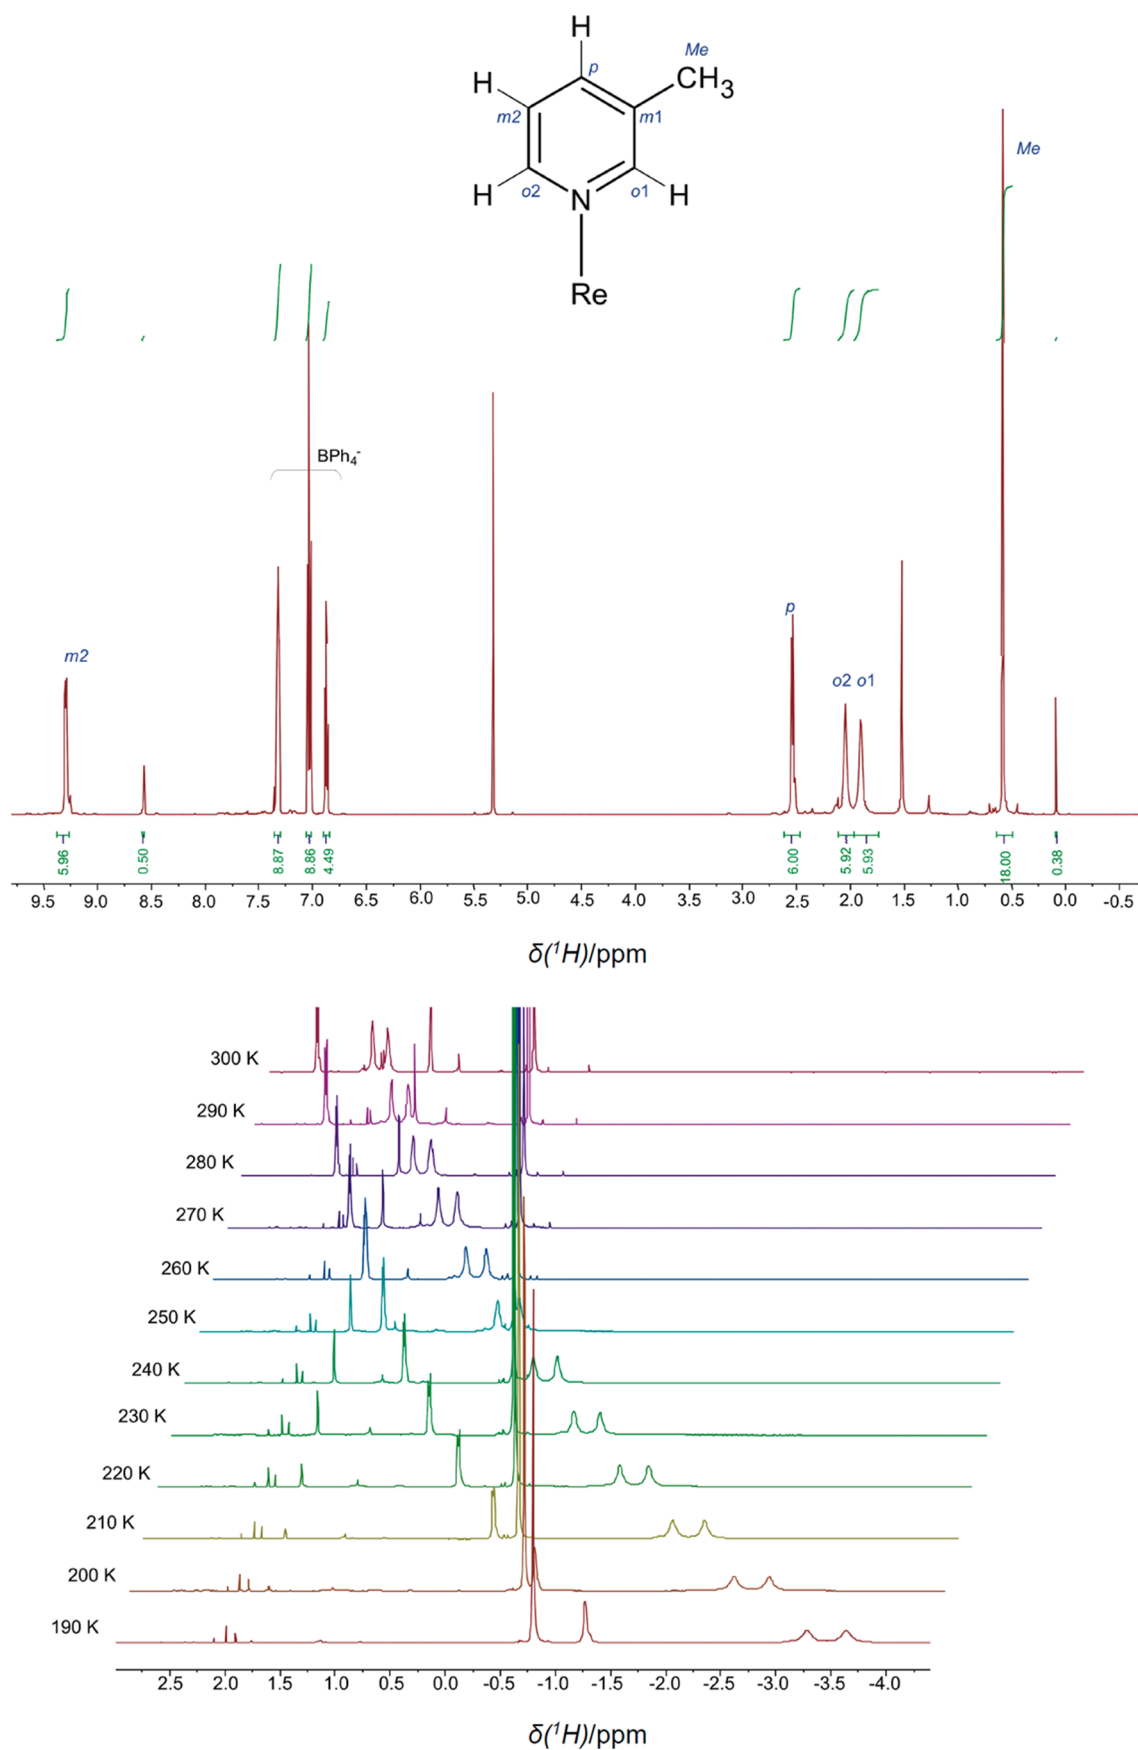 H
Me
p
CH3
H
m2
m1
H
o2
N
o1
H
Re
Me
BPh4-
m2
p
o2 o1
5.96
0.50
8.87
8.86
4.49
6.00
5.92
5.93
18.00
0.38
9.5 9.0 8.5 8.0 7.5 7.0 6.5 6.0 5.5 5.0 4.5 4.0 3.5 3.0 2.5 2.0 1.5 1.0 0.5 0.0 -0.5
δ(1H)/ppm
300 K
290 K
280 K
270 K
260 K
250 K
240 K
230 K
220 K
210 K
200 K
190 K
2.5 2.0 1.5 1.0 0.5 0.0 -0.5 -1.0 -1.5 -2.0 -2.5 -3.0 -3.5 -4.0
δ(1H)/ppm